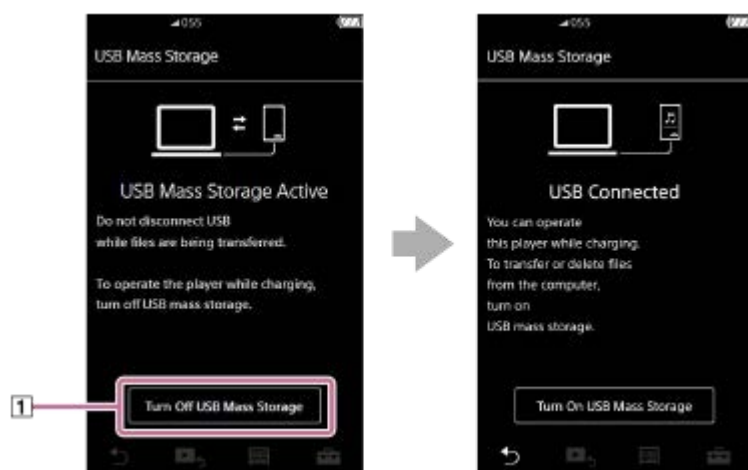 055
USB Mass Storage
USB Mass Storage Active
Do not disconnect USB
while files are being transferred.
To operate the player while charging,
turn off USB mass storage.
Turn Off USB Mass Storage
1
055
USB Mass Storage
USB Connected
You can operate
this player while charging.
To transfer or delete files
from the computer,
turn on
USB mass storage.
Turn On USB Mass Storage